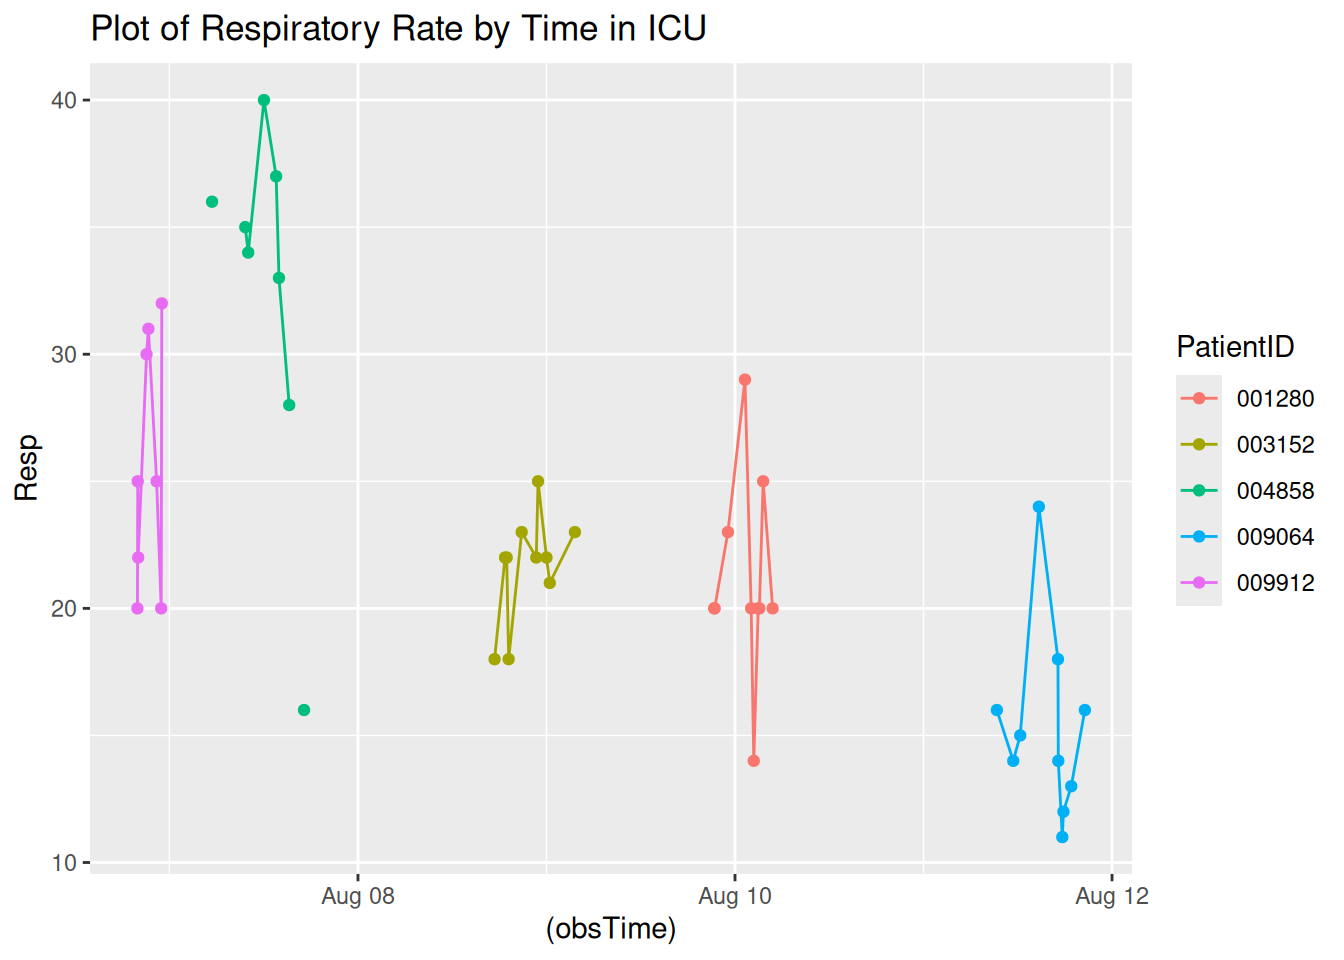 Plot of Respiratory Rate by Time in ICU
40
30
20
10
Resp
Aug 08
Aug 10
Aug 12
(obsTime)
PatientID
001280
003152
004858
009064
009912